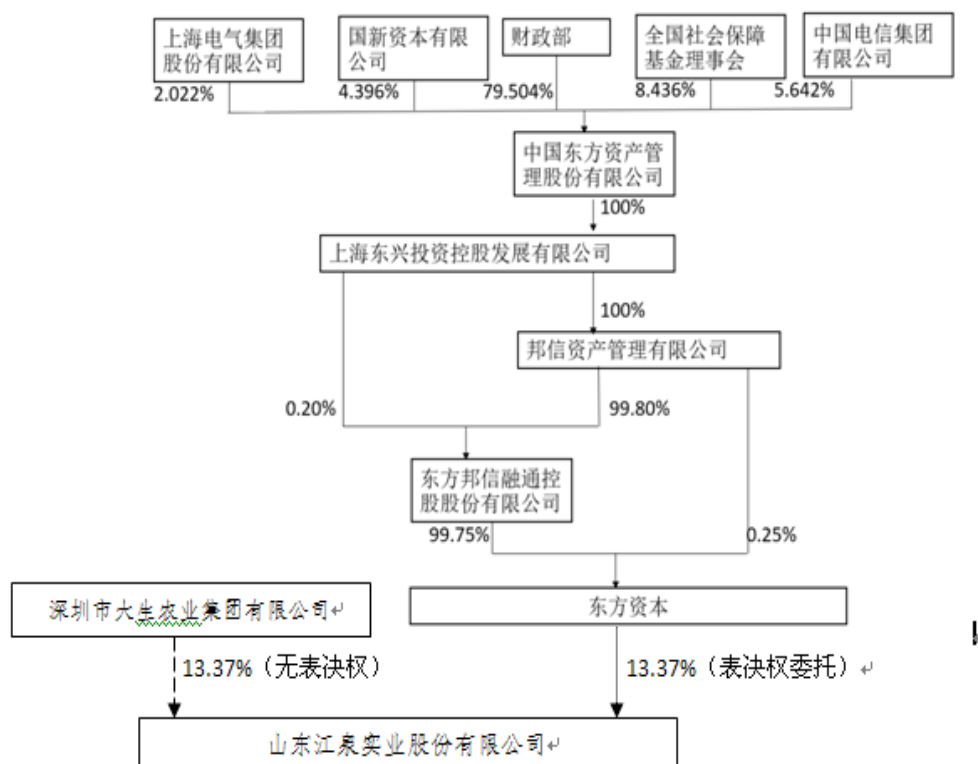 上海电气集团
股份有限公司
国新资本有限
公司
财政部
全国社会保障
基金理事会
中国电信集团
有限公司
2.022%
4.396%
79.504%
8.436%
5.642%
中国东方资产管
理股份有限公司
100%
上海东兴投资控股发展有限公司
100%
邦信资产管理有限公司
0.20%
99.80%
东方邦信融通控
股股份有限公司
99.75%
0.25%
深圳市大生农业集团有限公司
东方资本
13.37%（无表决权）
13.37%（表决权委托）
山东江泉实业股份有限公司